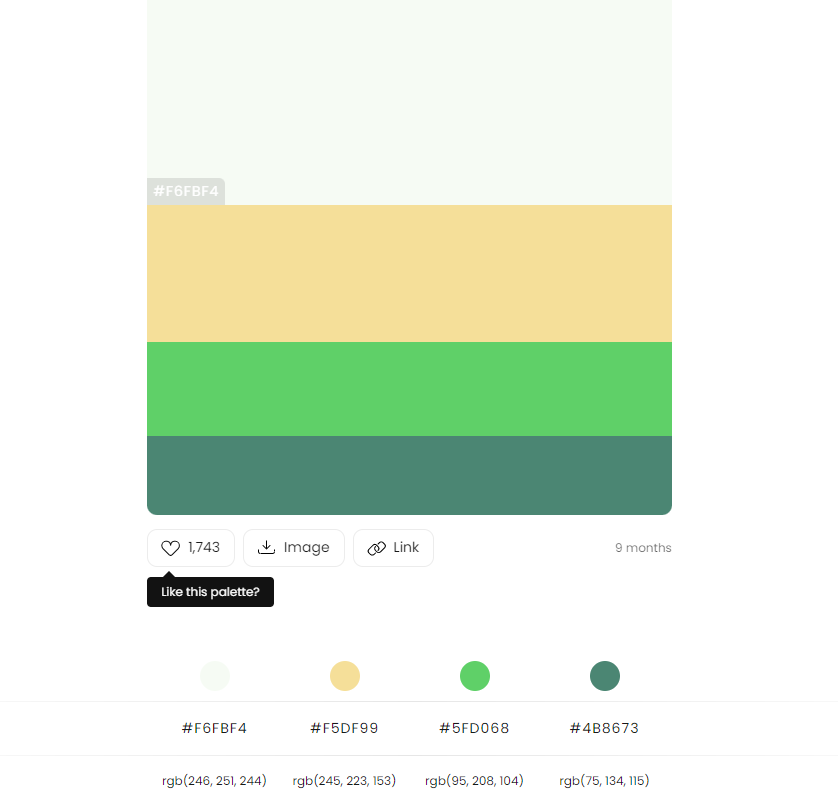 #F6FBF4
1,743 Image Link 9 months
Like this palette?
#F6FBF4 #F5DF99 #5FD068 #4B8673
rgb(246, 251, 244) rgb(245, 223, 153) rgb(95, 208, 104) rgb(75, 134, 115)